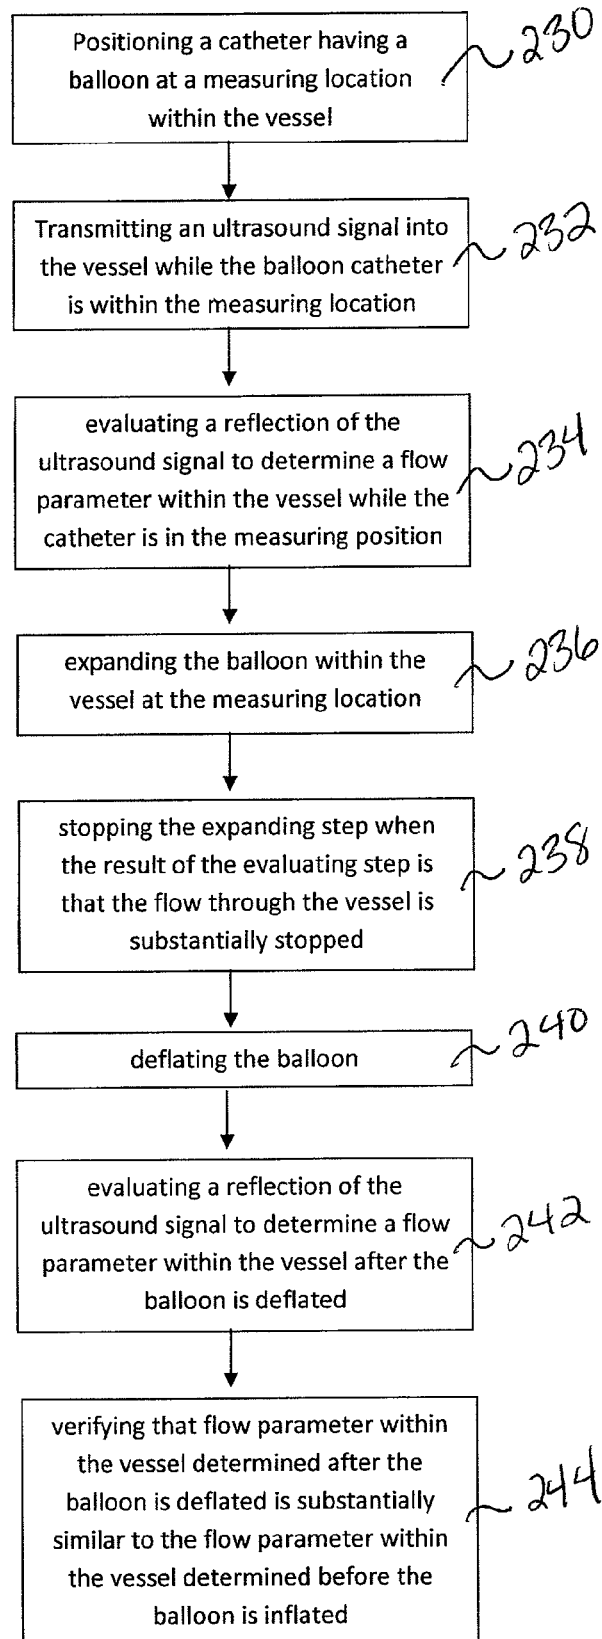 Positioning a catheter having a
balloon at a measuring location
within the vessel
230
Transmitting an ultrasound signal into
the vessel while the balloon catheter
is within the measuring location
232
evaluating a reflection of the
ultrasound signal to determine a flow
parameter within the vessel while the
catheter is in the measuring position
234
expanding the balloon within the
vessel at the measuring location
236
stopping the expanding step when
the result of the evaluating step is
that the flow through the vessel is
substantially stopped
238
deflating the balloon
240
evaluating a reflection of the
ultrasound signal to determine a flow
parameter within the vessel after the
balloon is deflated
242
verifying that flow parameter within
the vessel determined after the
balloon is deflated is substantially
similar to the flow parameter within
the vessel determined before the
balloon is inflated
244